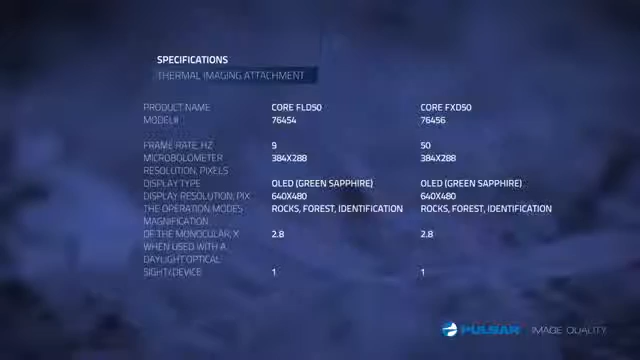 SPECIFICATIONS
THERMAL IMAGING ATTACHMENT
PRODUCT NAME CORE FLD50 CORE FXD50
MODEL# 76454 76456
FRAME RATE, HZ 9 50
MICROBOLOMETER 384X288 384X288
RESOLUTION, PIXELS
DISPLAY TYPE OLED (GREEN SAPPHIRE) OLED (GREEN SAPPHIRE)
DISPLAY RESOLUTION, PIX 640X480 640X480
THE OPERATION MODES ROCKS, FOREST, IDENTIFICATION ROCKS, FOREST, IDENTIFICATION
MAGNIFICATION
OF THE MONOCULAR, X 2.8 2.8
WHEN USED WITH A
DAYLIGHT OPTICAL
SIGHT/DEVICE 1 1
PULSAR IMAGE QUALITY